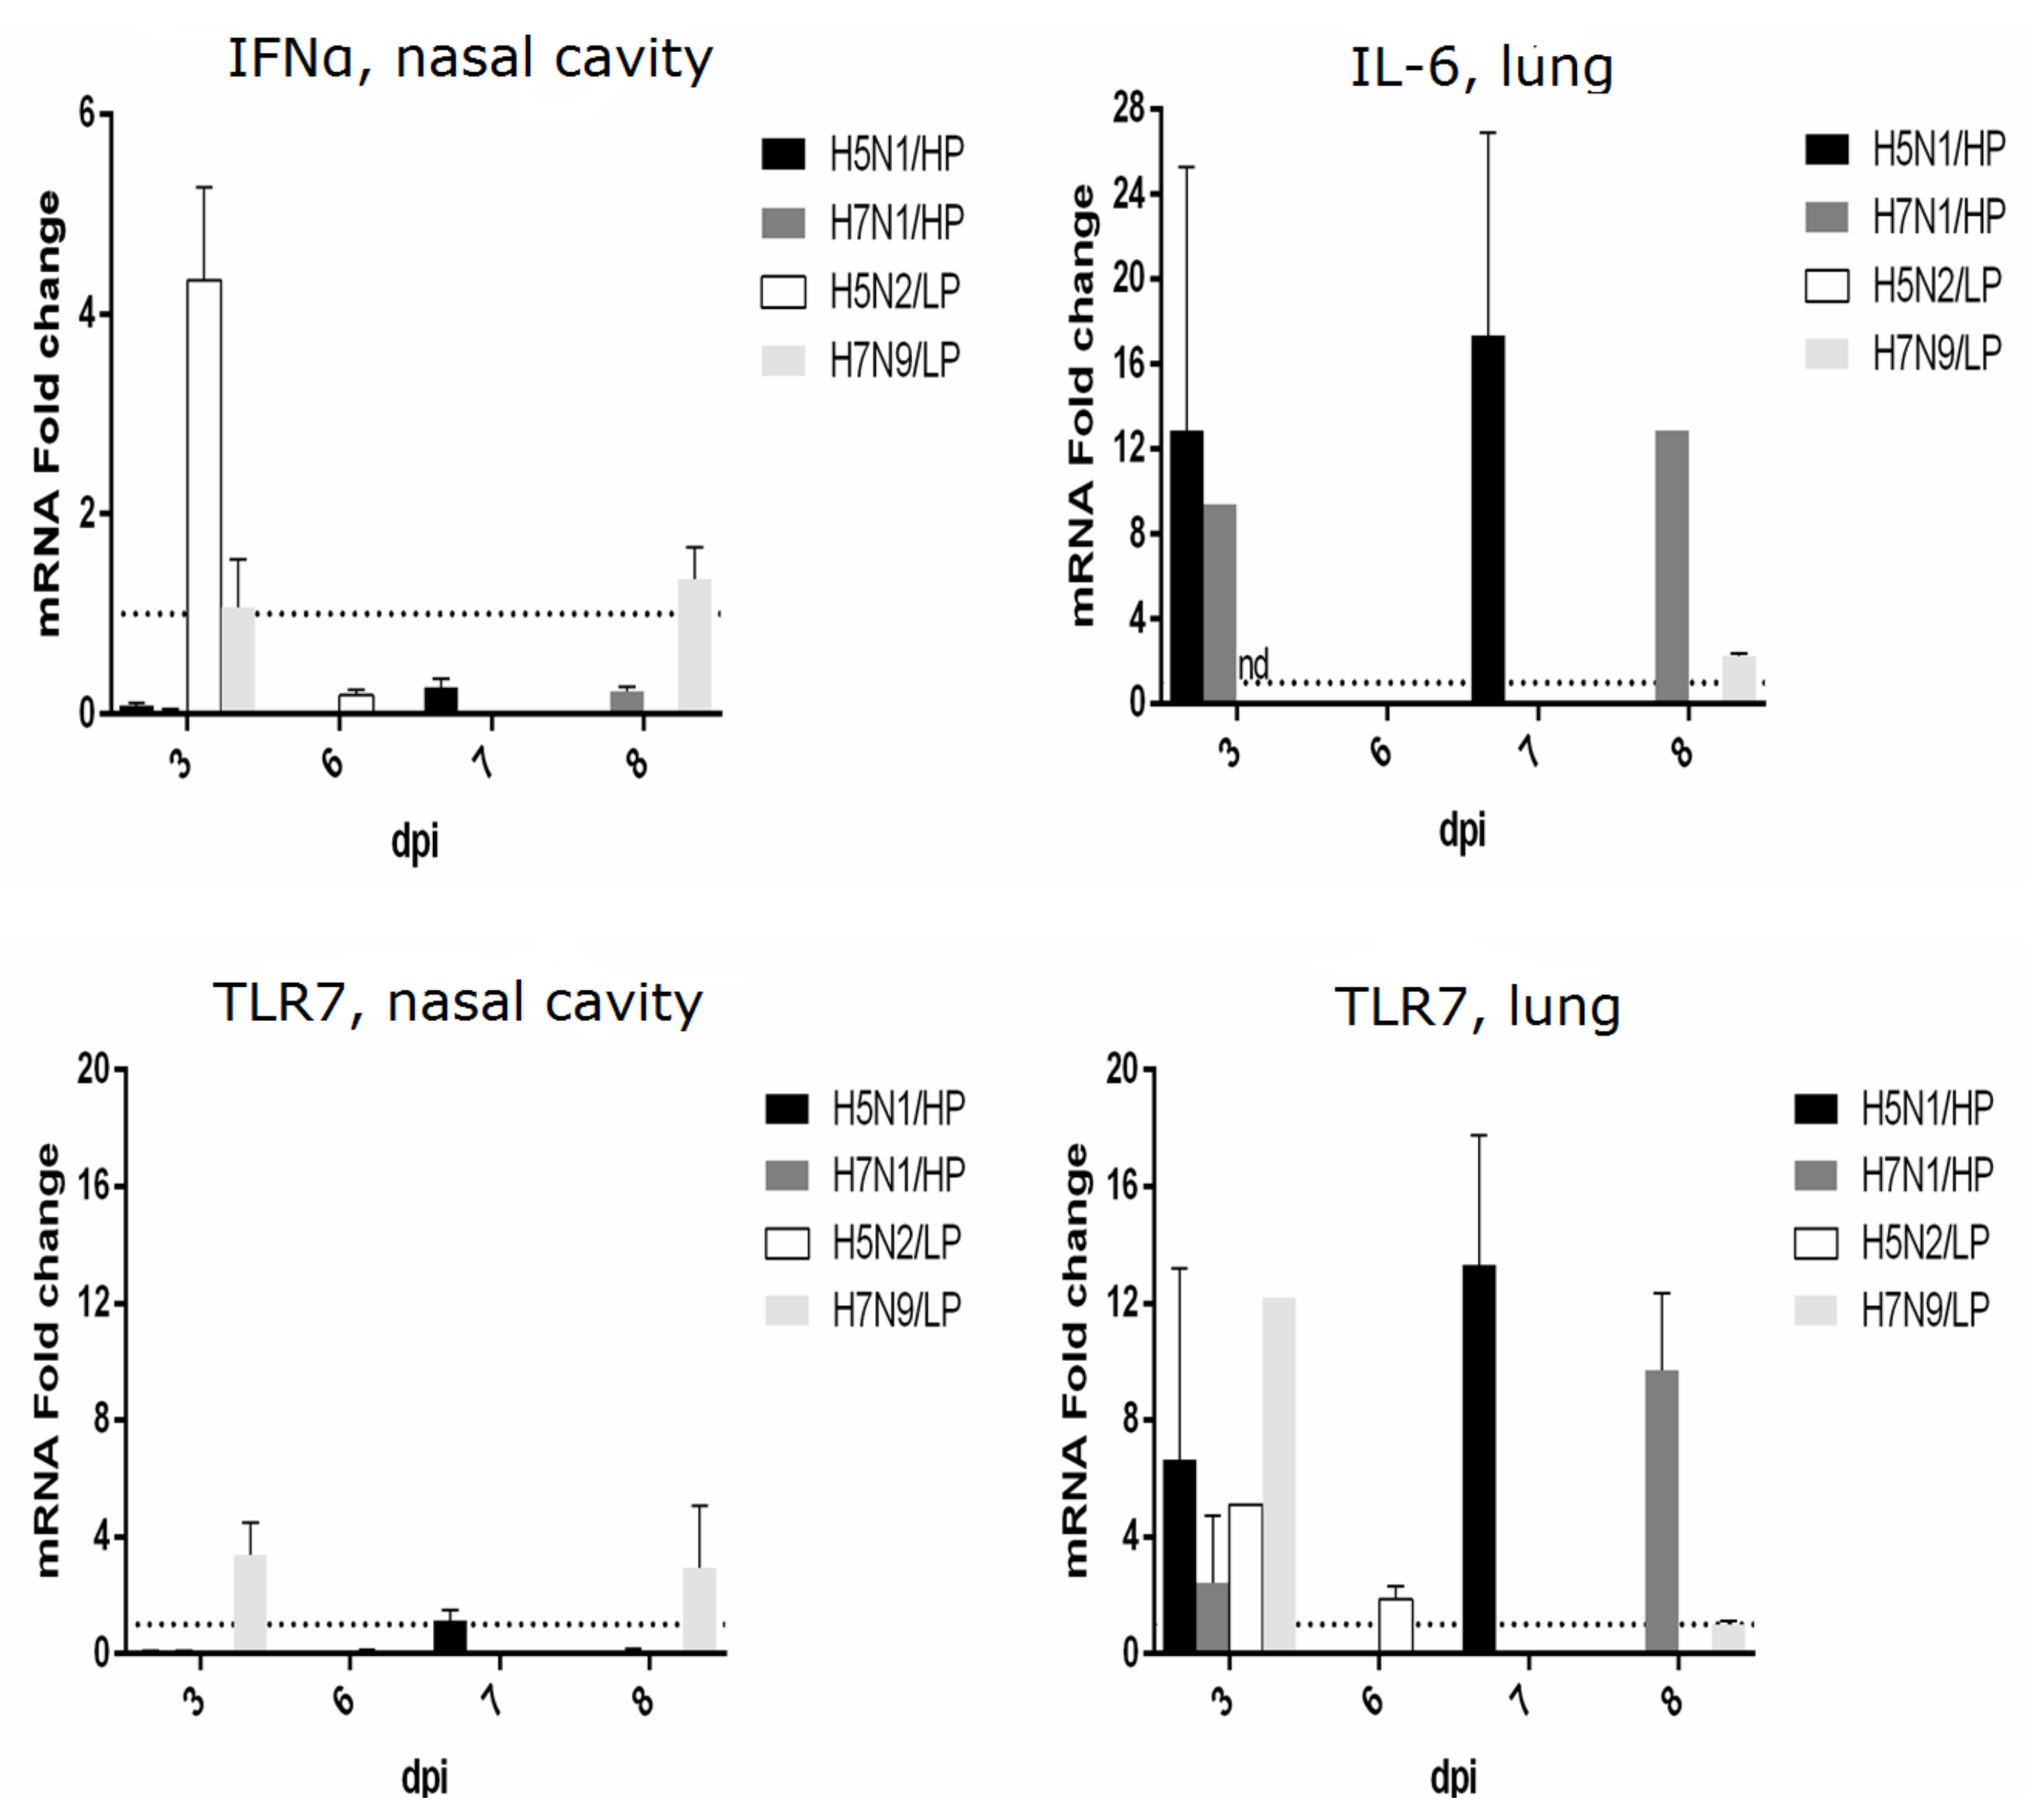 IFNα, nasal cavity
6
4
2
0
mRNA Fold change
3
6
7
8
dpi
H5N1/HP
H7N1/HP
H5N2/LP
H7N9/LP
IL-6, lung
28
24
20
16
12
8
4
0
mRNA Fold change
nd
3
6
7
8
dpi
H5N1/HP
H7N1/HP
H5N2/LP
H7N9/LP
TLR7, nasal cavity
20
16
12
8
4
0
mRNA Fold change
3
6
7
8
dpi
H5N1/HP
H7N1/HP
H5N2/LP
H7N9/LP
TLR7, lung
20
16
12
8
4
0
mRNA Fold change
3
6
7
8
dpi
H5N1/HP
H7N1/HP
H5N2/LP
H7N9/LP